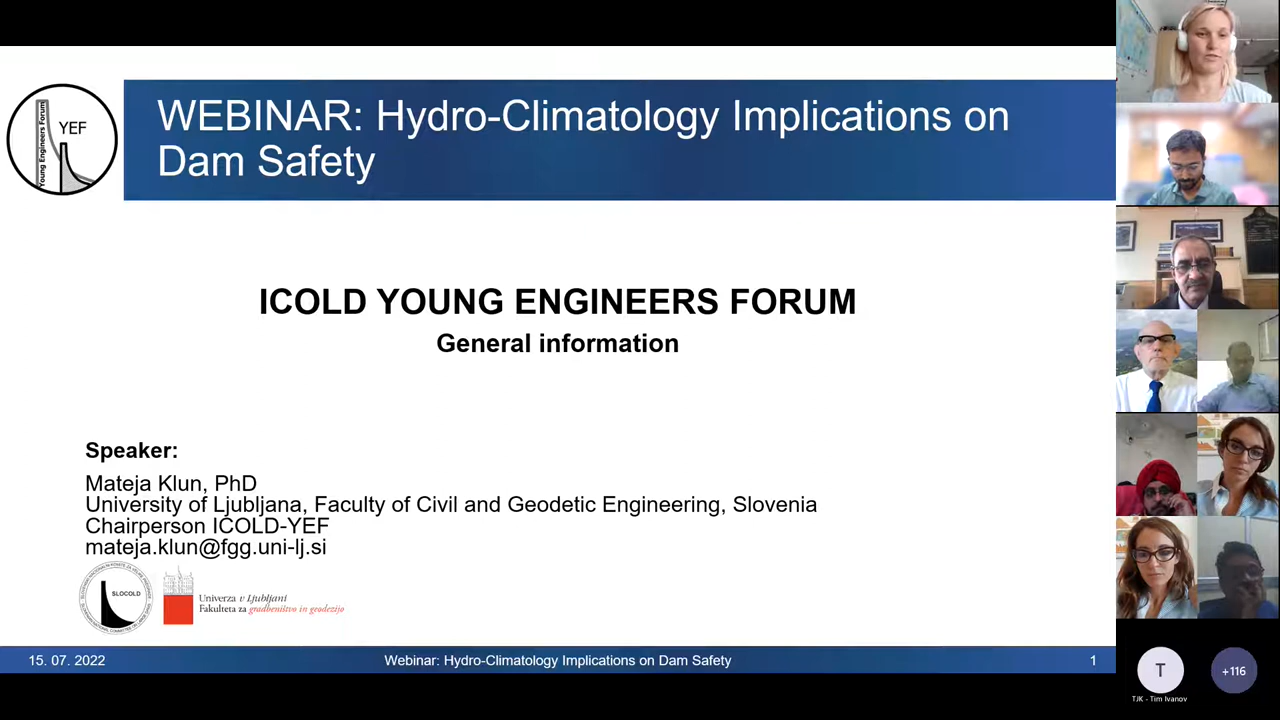 YEF
Young Engineers Forum
WEBINAR: Hydro-Climatology Implications on
Dam Safety
ICOLD YOUNG ENGINEERS FORUM
General information
Speaker:
Mateja Klun, PhD
University of Ljubljana, Faculty of Civil and Geodetic Engineering, Slovenia
Chairperson ICOLD-YEF
mateja.klun@fgg.uni-lj.si
SLOCOLD
Univerza v Ljubljani
Fakulteta za gradbeništvo in geodezijo
15. 07. 2022
Webinar: Hydro-Climatology Implications on Dam Safety
1
T
+116
TJK - Tim Ivanov